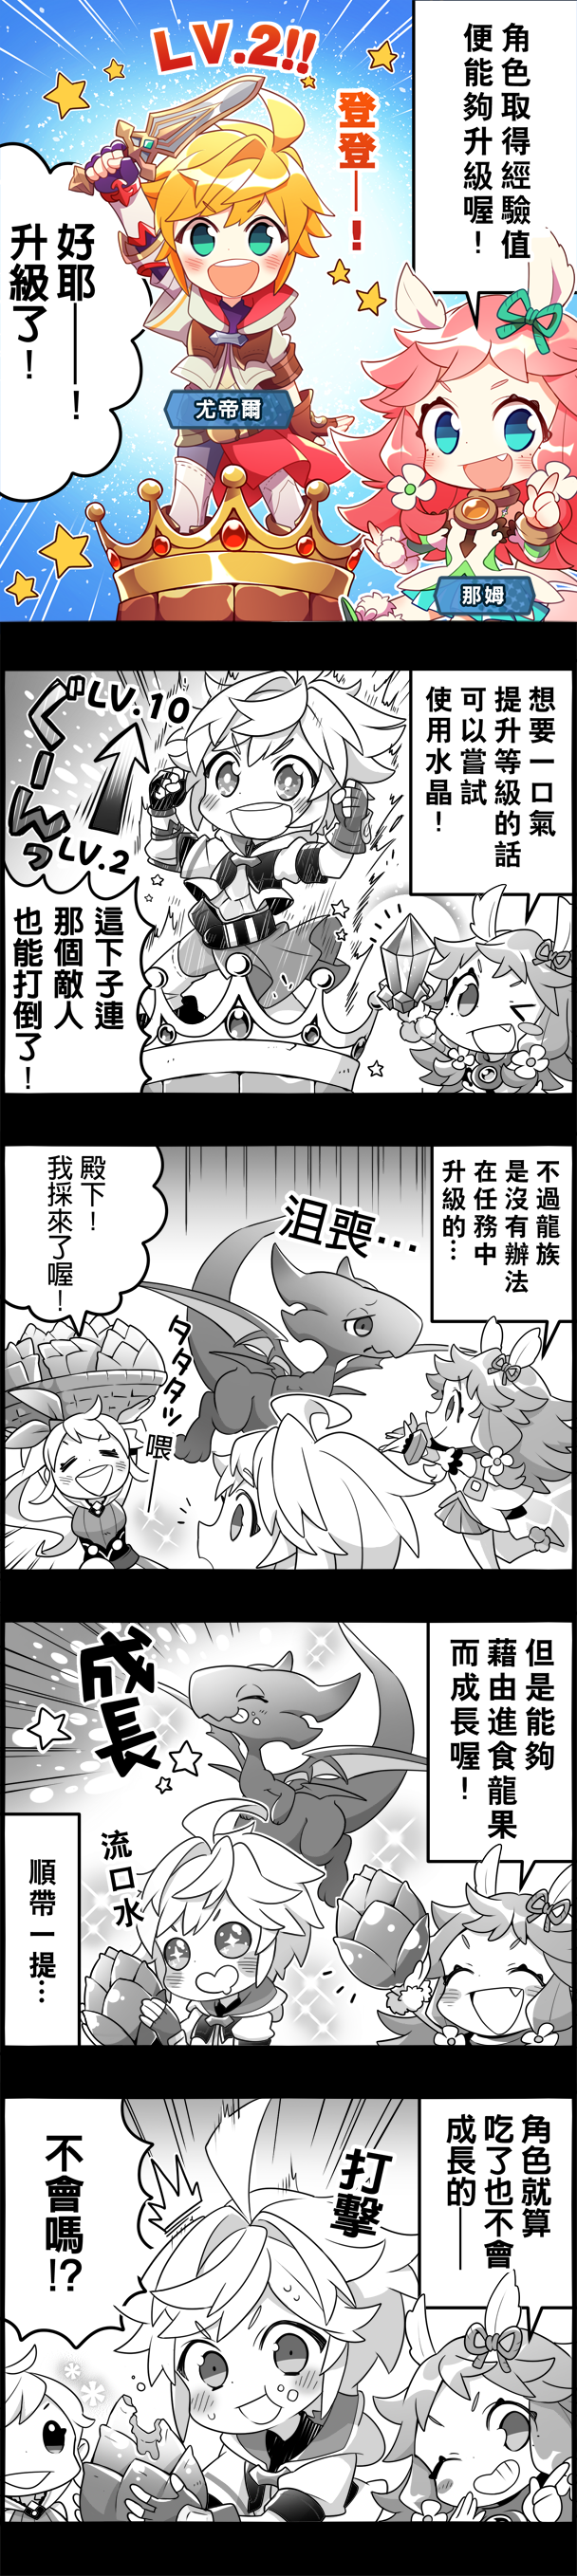 角色取得經驗值
便能夠升級喔！
LV.2!!
登登——！
好耶——！
升級了！
尤帝爾
那姆
想要一口氣
提升等級的話
可以嘗試
使用水晶！
LV.10
ぐーんっ
LV.2
這下子連
那個敵人
也能打倒了！
不過龍族
是沒有辦法
在任務中
升級的…
沮喪…
殿下！
我採來了喔！
タタタッ
喂——
但是能夠
藉由進食龍果
而成長喔！
成長
流口水
順帶一提…
角色就算
吃了也不會
成長的——
打擊
不會嗎!?